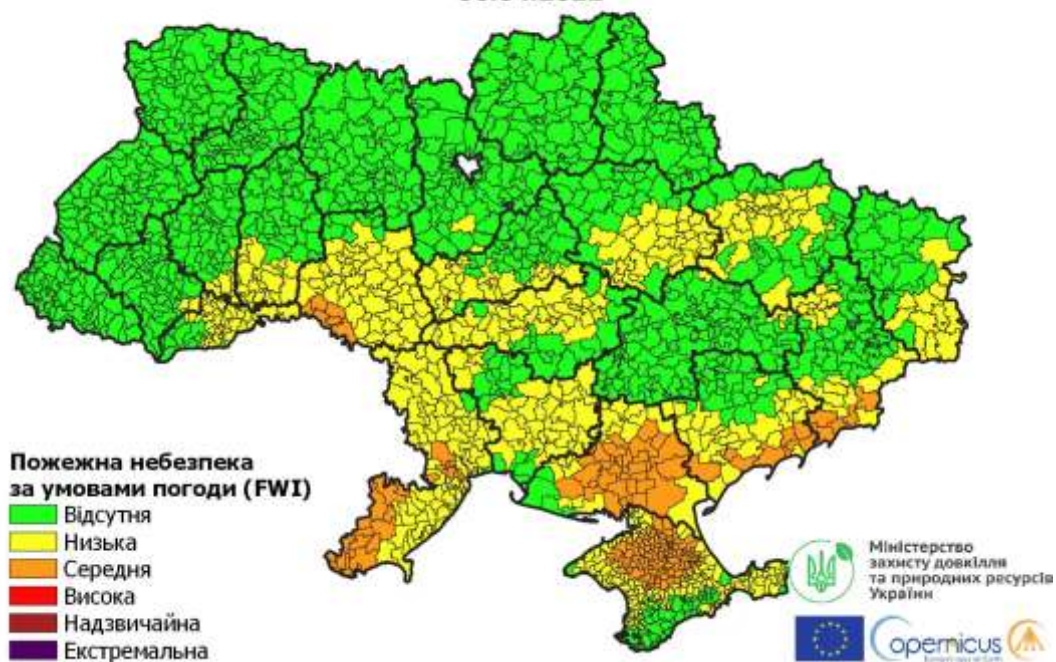 Пожежна небезпека
за умовами погоди (FWI)
Відсутня
Низька
Середня
Висока
Надзвичайна
Екстремальна
Міністерство
захисту довкілля
та природних ресурсів
України
opernicus